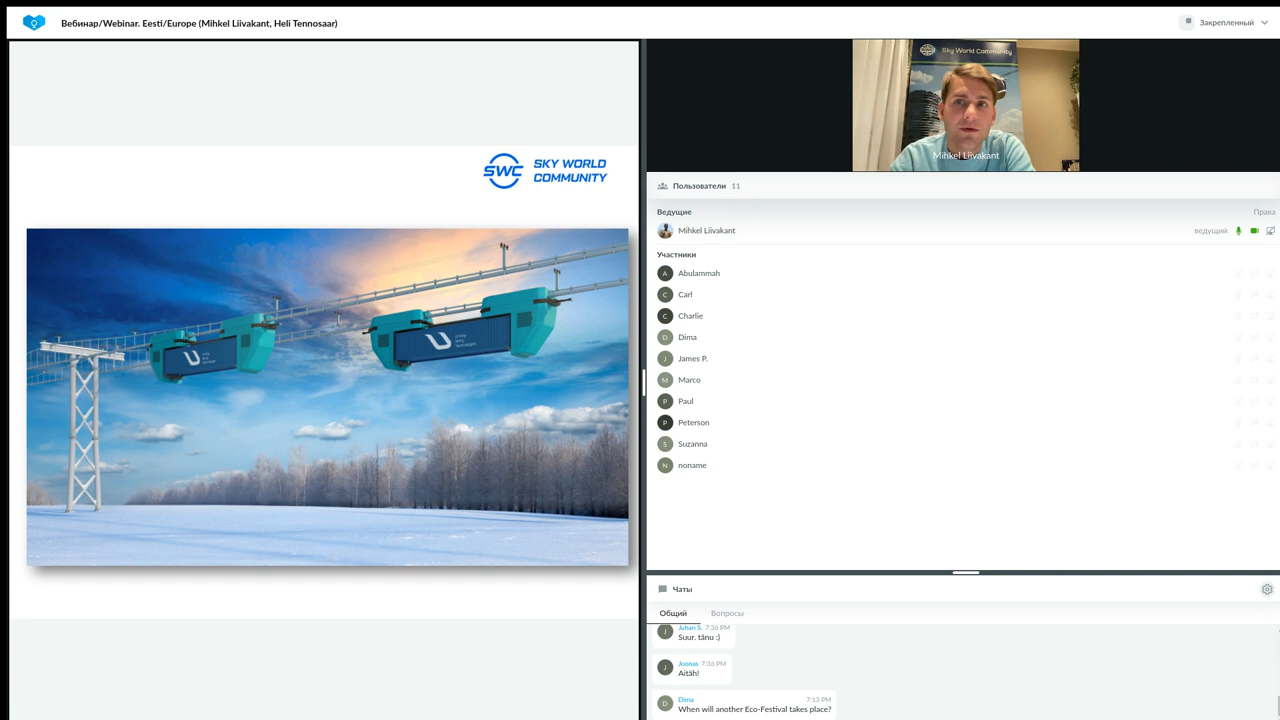 Вебинар/Webinar. Eesti/Europe (Mihkel Liivakant, Heli Tennosaar)
Закрепленный
SWC SKY WORLD
COMMUNITY
Sky World Community
Mihkel Liivakant
Пользователи 11
Ведущие Права
Mihkel Liivakant ведущий
Участники
A Abulammah
C Carl
C Charlie
D Dima
J James P.
M Marco
P Paul
P Peterson
S Suzanna
N noname
Чаты
Общий Вопросы
J Julian S. 7:36 PM
Suur. tänu :)
J Joonas 7:36 PM
Aitäh!
D Dima 7:13 PM
When will another Eco-Festival takes place?